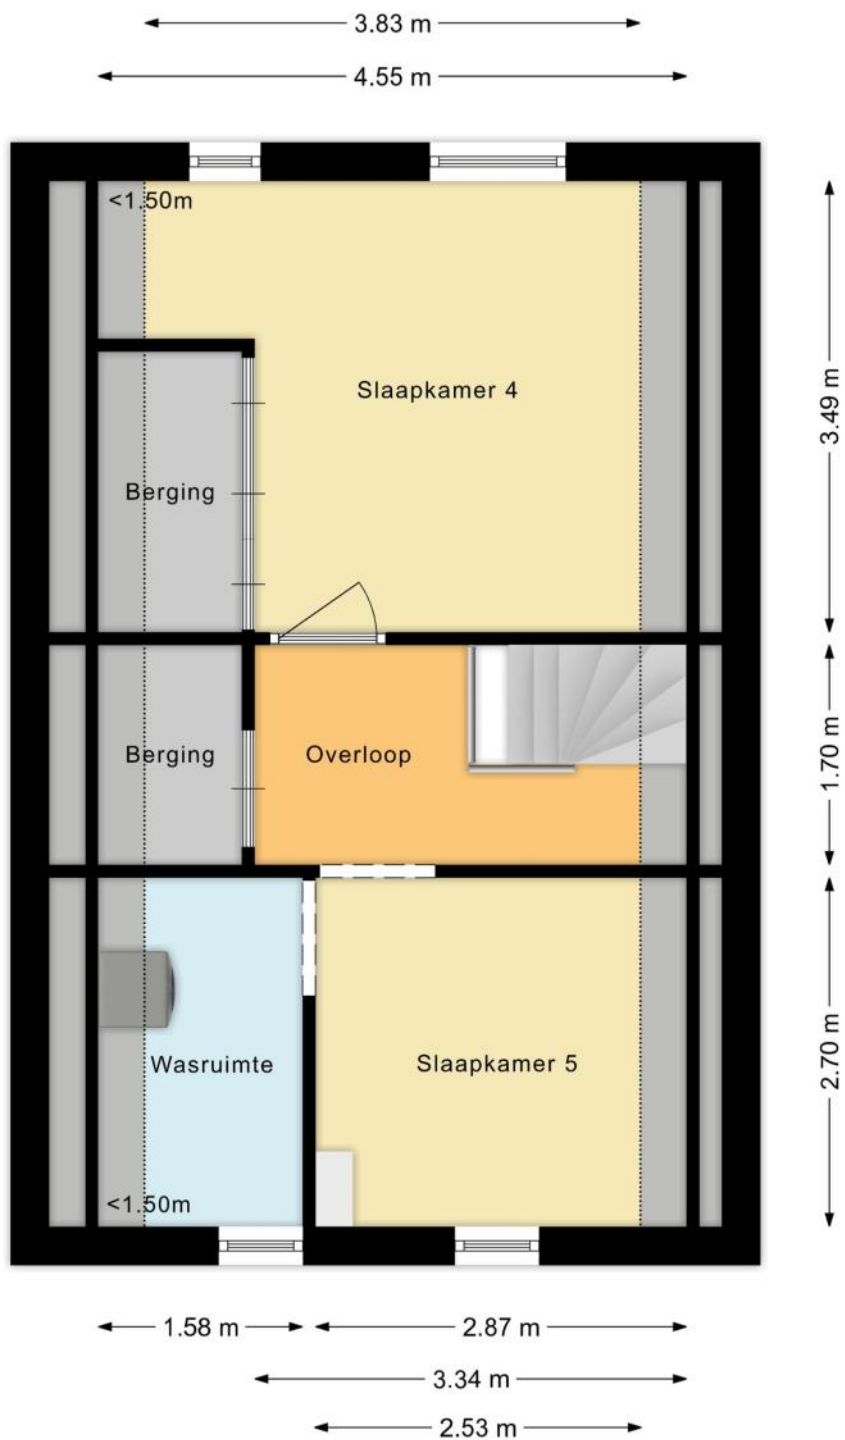 3.83 m
4.55 m
<1.50m
Slaapkamer 4
3.49 m
Berging
Berging
Overloop
1.70 m
Wasruimte
Slaapkamer 5
2.70 m
<1.50m
1.58 m
2.87 m
3.34 m
2.53 m